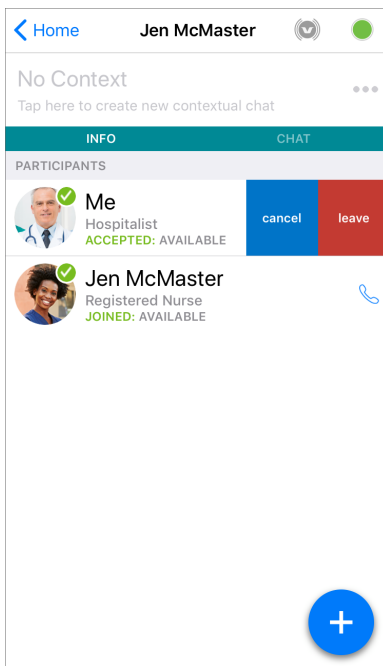 Home
Jen McMaster
No Context
Tap here to create new contextual chat
INFO
CHAT
PARTICIPANTS
Me
Hospitalist
ACCEPTED: AVAILABLE
cancel
leave
Jen McMaster
Registered Nurse
JOINED: AVAILABLE